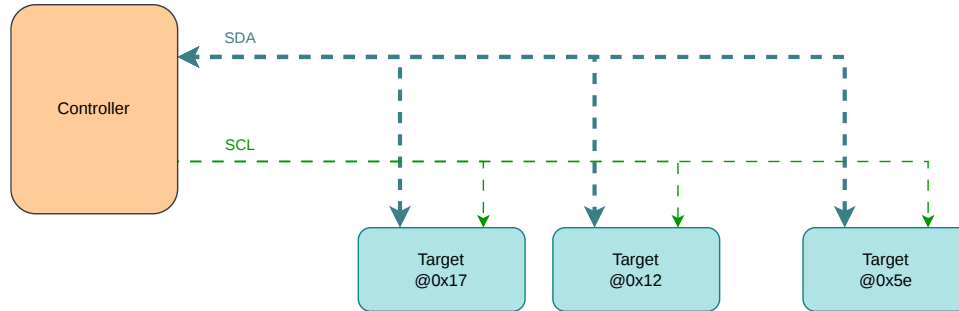 SDA
Controller
SCL
Target
@0x17
Target
@0x12
Target
@0x5e